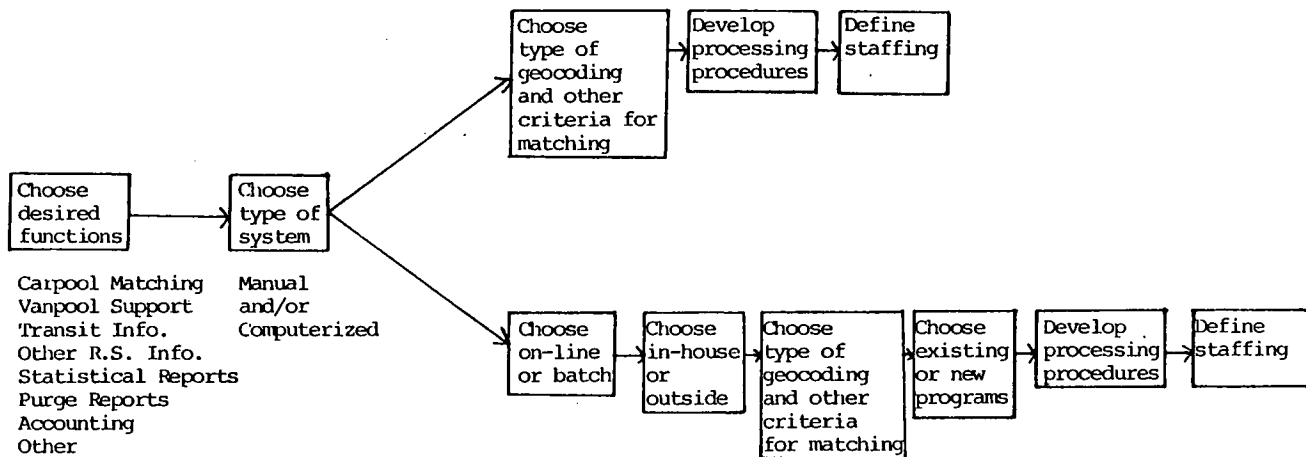 Choose
type of
geocoding
and other
criteria for
matching
Develop
processing
procedures
Define
staffing
Choose
desired
functions
Choose
type of
system
Carpool Matching
Vanpool Support
Transit Info.
Other R.S. Info.
Statistical Reports
Purge Reports
Accounting
Other
Manual
and/or
Computerized
Choose
on-line
or batch
Choose
in-house
or
outside
Choose
type of
geocoding
and other
criteria
for matching
Choose
existing
or new
programs
Develop
processing
procedures
Define
staffing